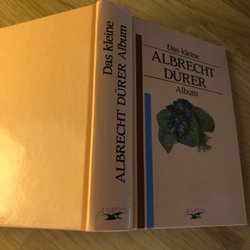 Das kleine
ALBRECHT DÜRER Album
Das kleine
ALBRECHT
DÜRER
Album